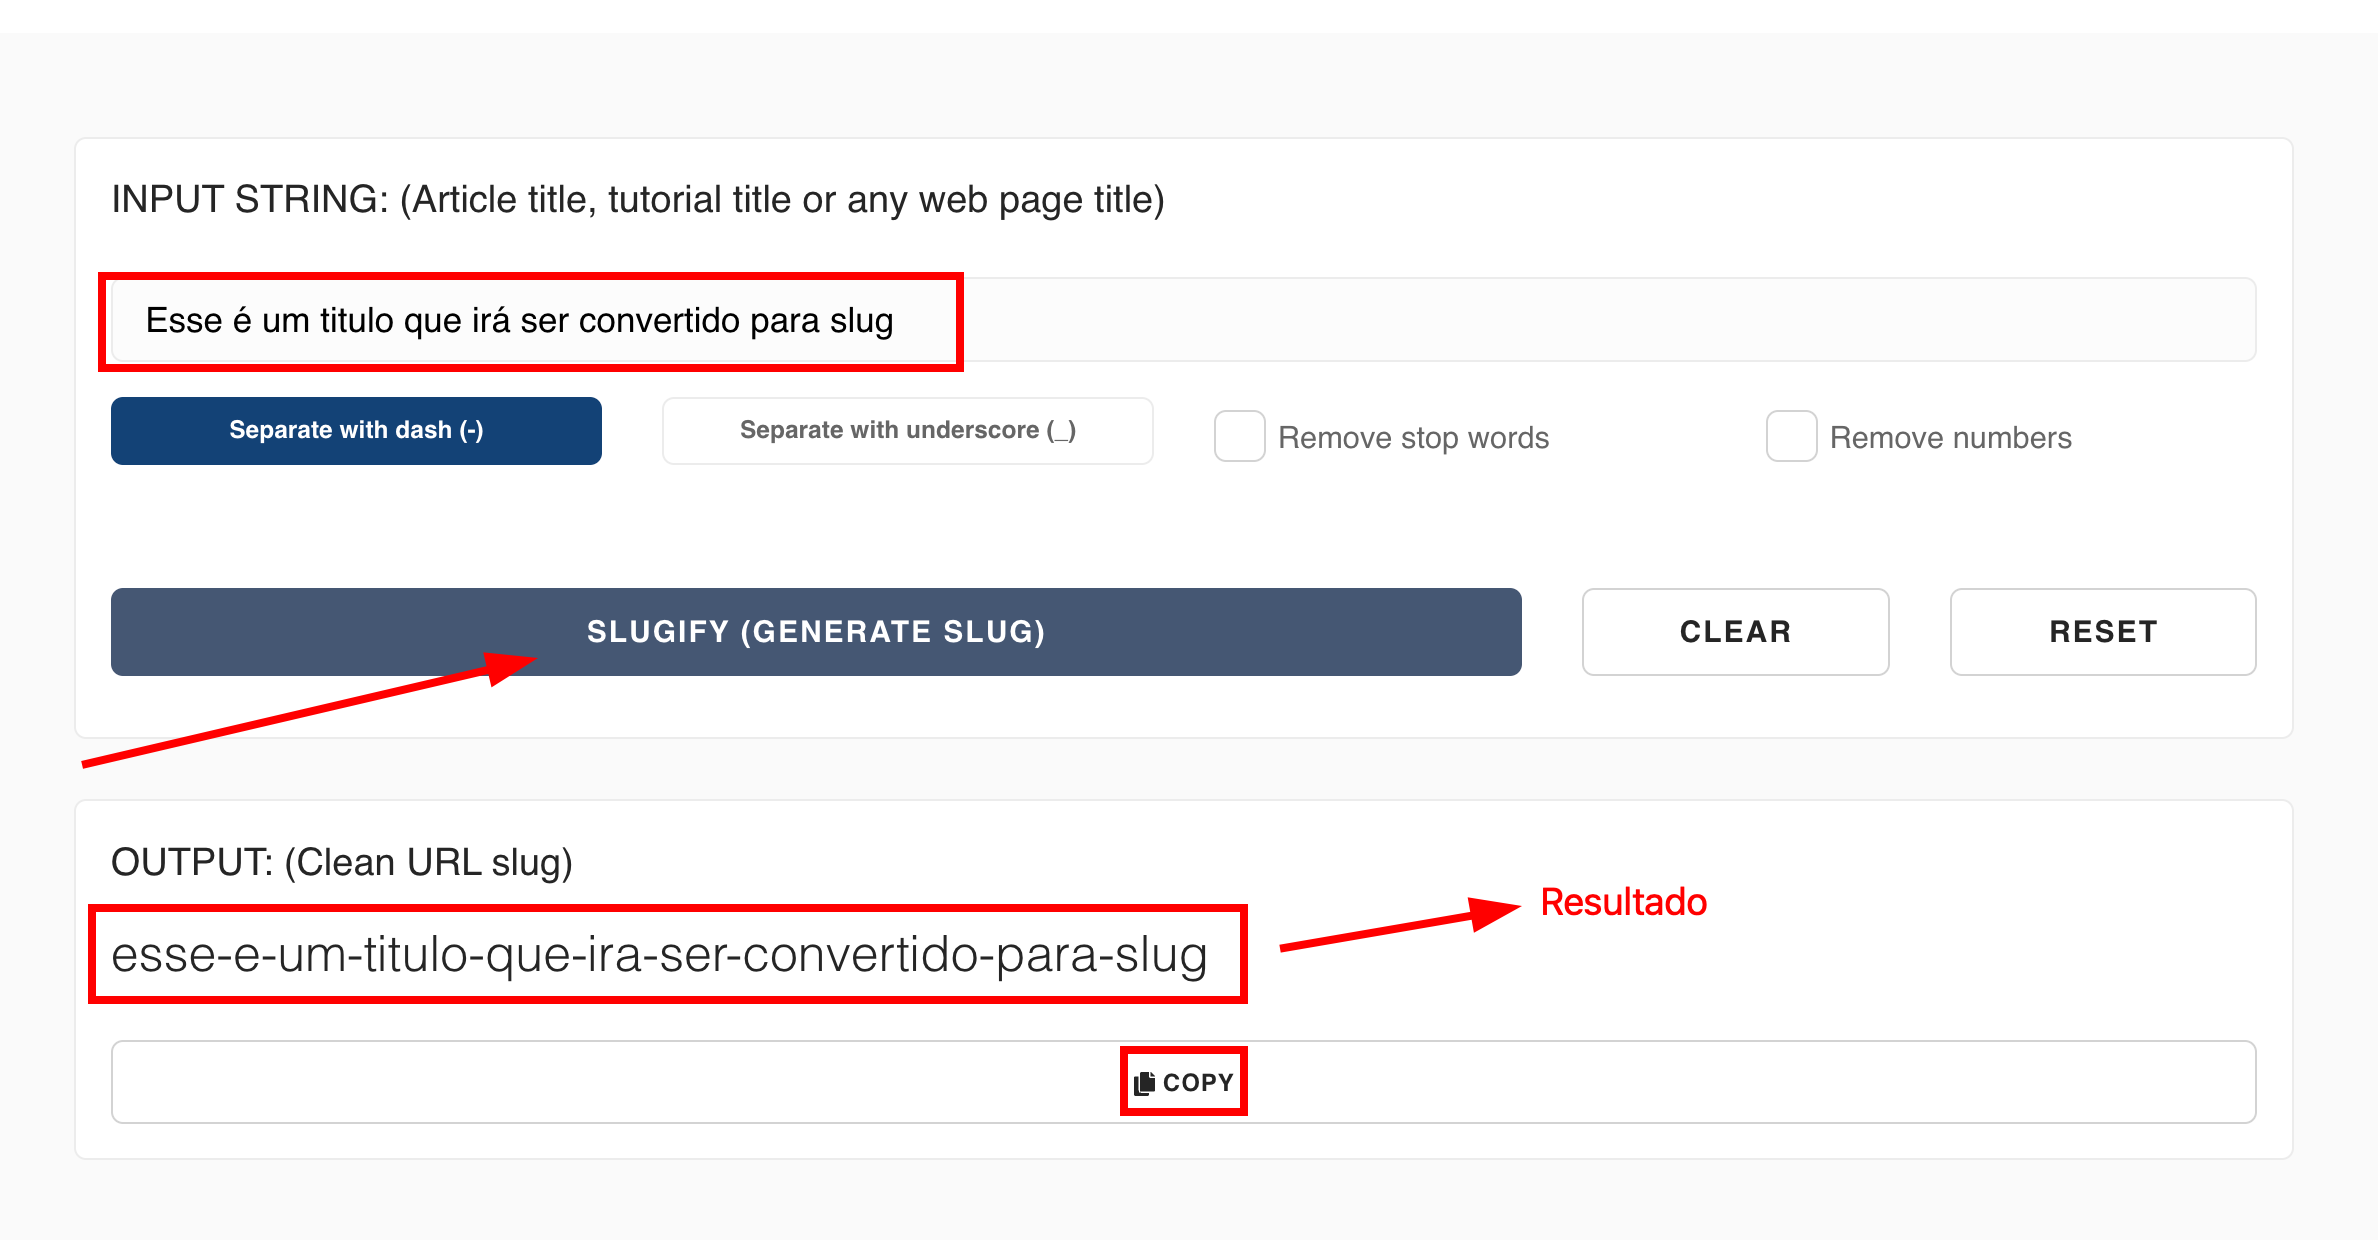 INPUT STRING: (Article title, tutorial title or any web page title)
Esse é um titulo que irá ser convertido para slug
Separate with dash (-) Separate with underscore (_) Remove stop words Remove numbers
SLUGIFY (GENERATE SLUG) CLEAR RESET
OUTPUT: (Clean URL slug)
Resultado
esse-e-um-titulo-que-ira-ser-convertido-para-slug
COPY